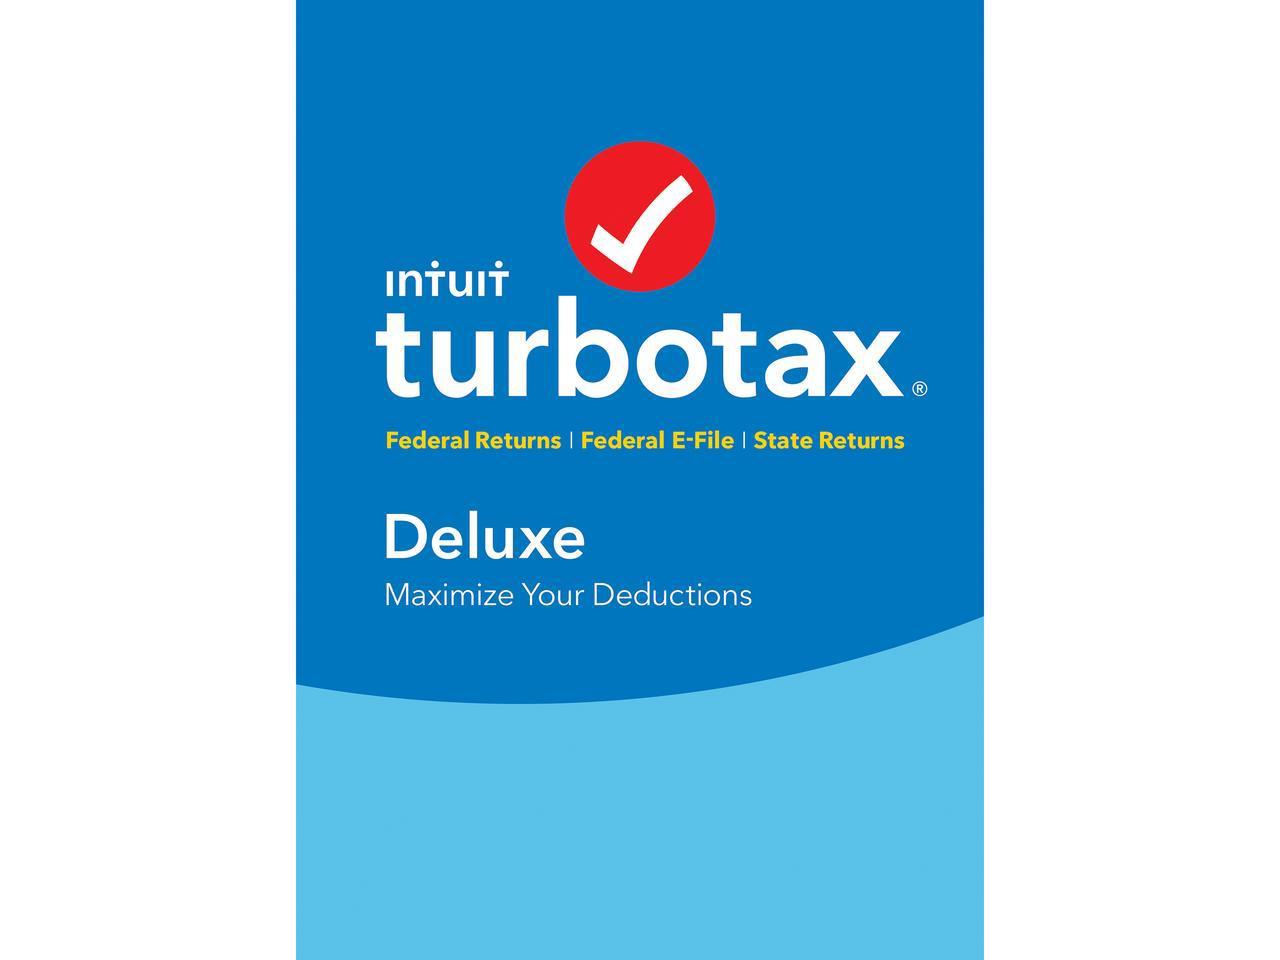 intuit
turbotax®
Federal Returns | Federal E-File | State Returns
Deluxe
Maximize Your Deductions